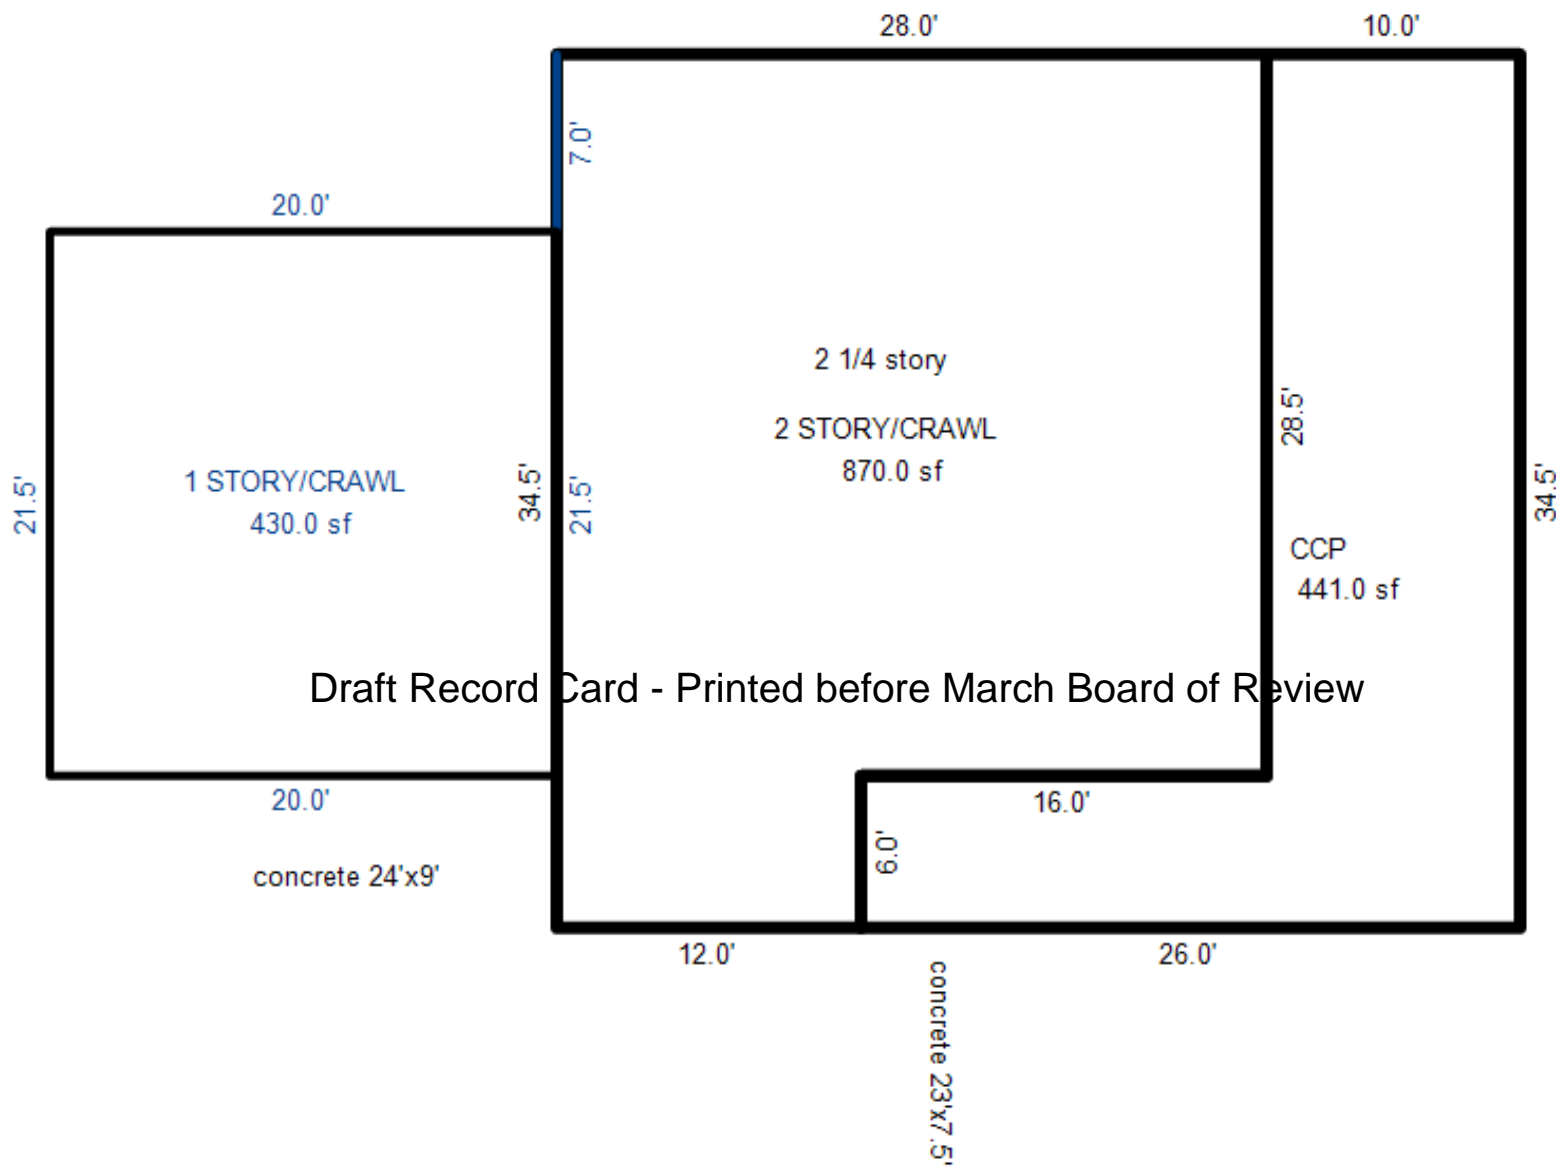 28.0'
10.0'
7.0'
20.0'
2 1/4 story
2 STORY/CRAWL
870.0 sf
28.5'
1 STORY/CRAWL
430.0 sf
21.5'
34.5'
21.5'
34.5'
CCP
441.0 sf
Draft Record Card - Printed before March Board of Review
20.0'
16.0'
6.0'
concrete 24'x9'
12.0'
26.0'
concrete 23'x7.5'